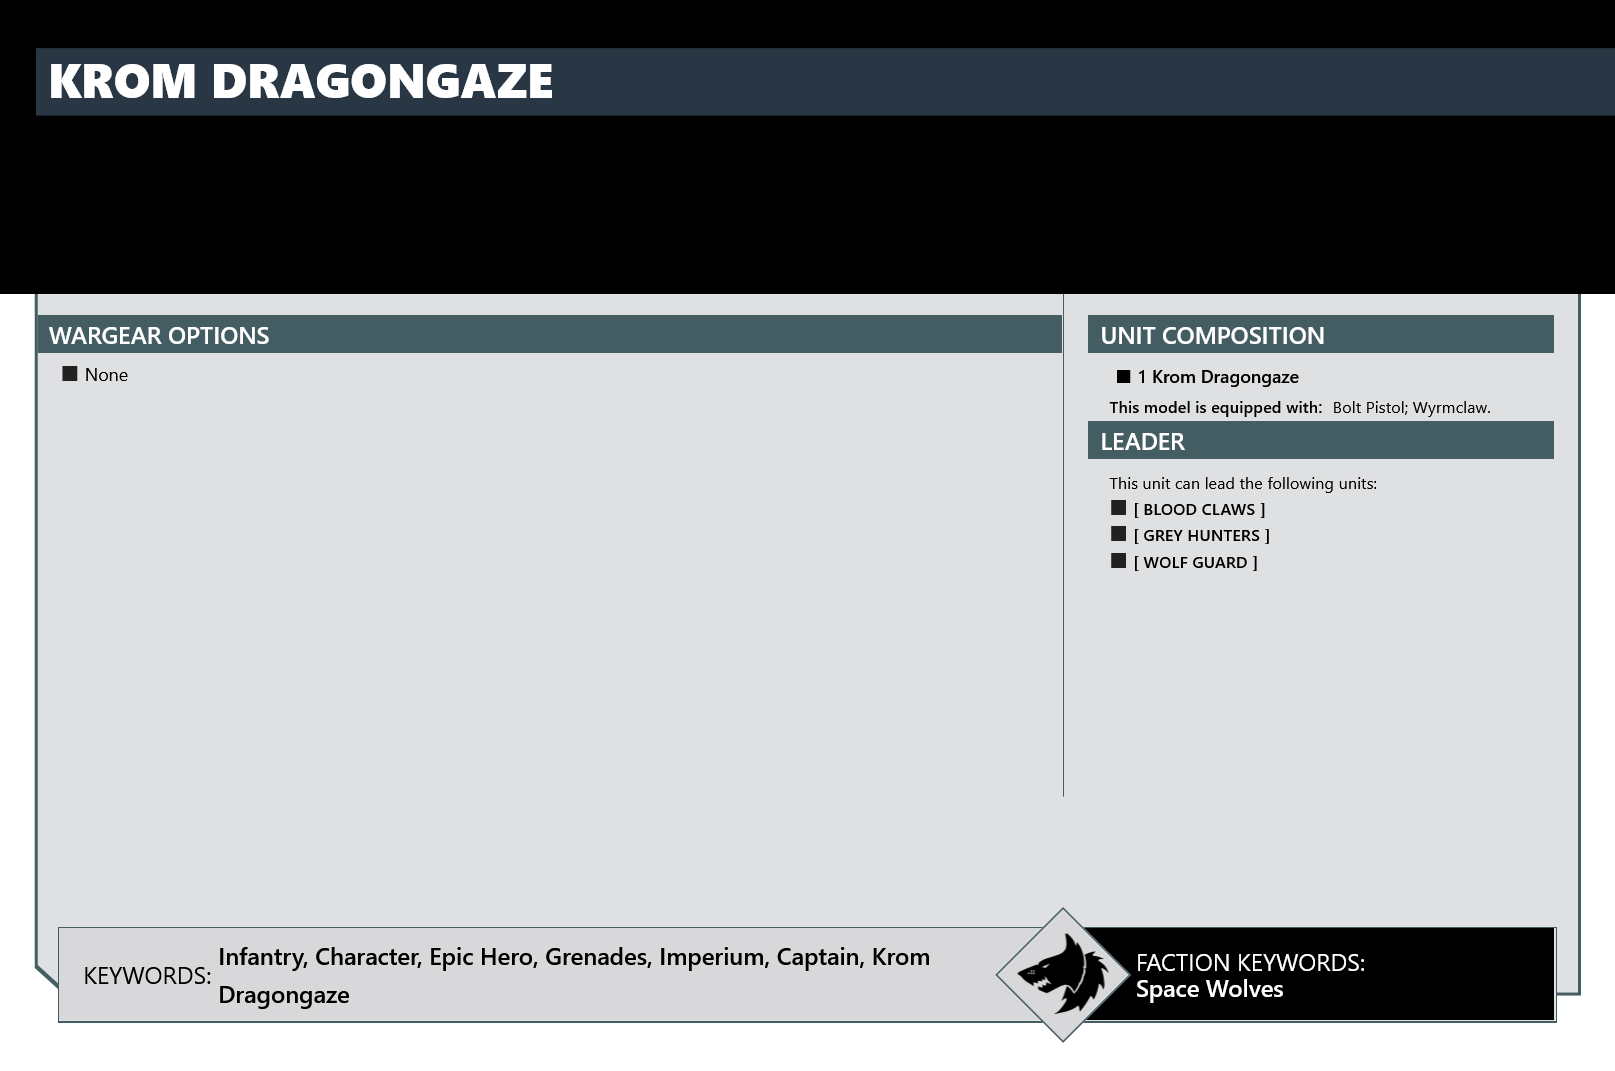 KROM DRAGONGAZE
WARGEAR OPTIONS
■ None
UNIT COMPOSITION
■ 1 Krom Dragongaze
This model is equipped with: Bolt Pistol; Wyrmclaw.
LEADER
This unit can lead the following units:
■ [ BLOOD CLAWS ]
■ [ GREY HUNTERS ]
■ [ WOLF GUARD ]
KEYWORDS: Infantry, Character, Epic Hero, Grenades, Imperium, Captain, Krom
Dragongaze
FACTION KEYWORDS:
Space Wolves